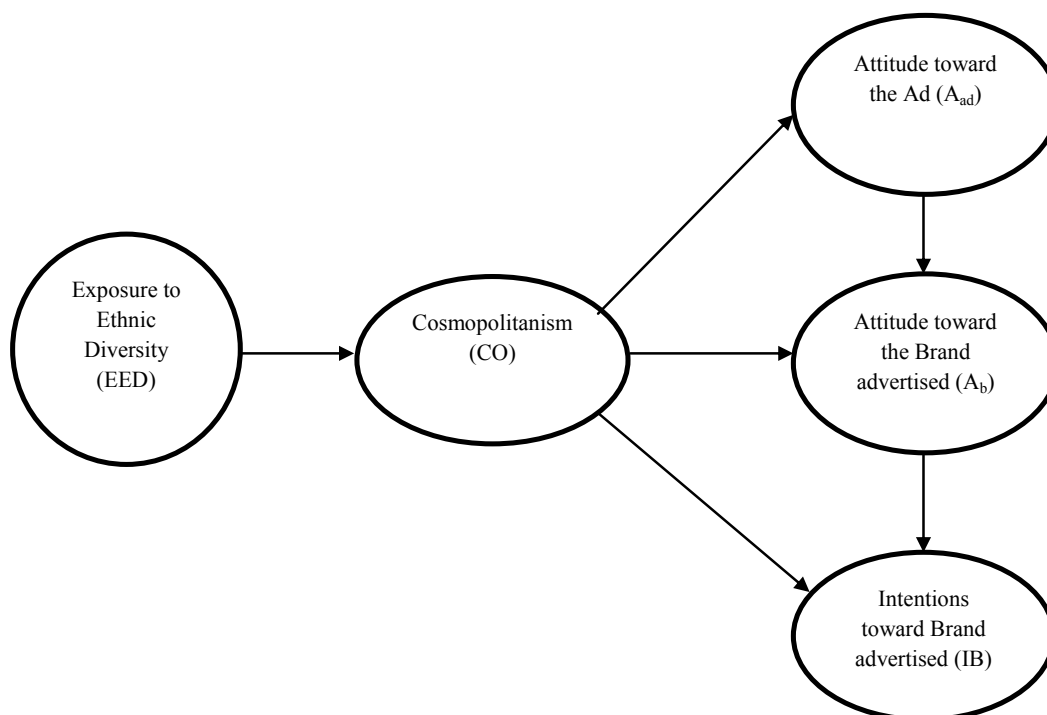 Attitude toward
the Ad (Aad)
Exposure to
Ethnic
Diversity
(EED)
Cosmopolitanism
(CO)
Attitude toward
the Brand
advertised (Ab)
Intentions
toward Brand
advertised (IB)